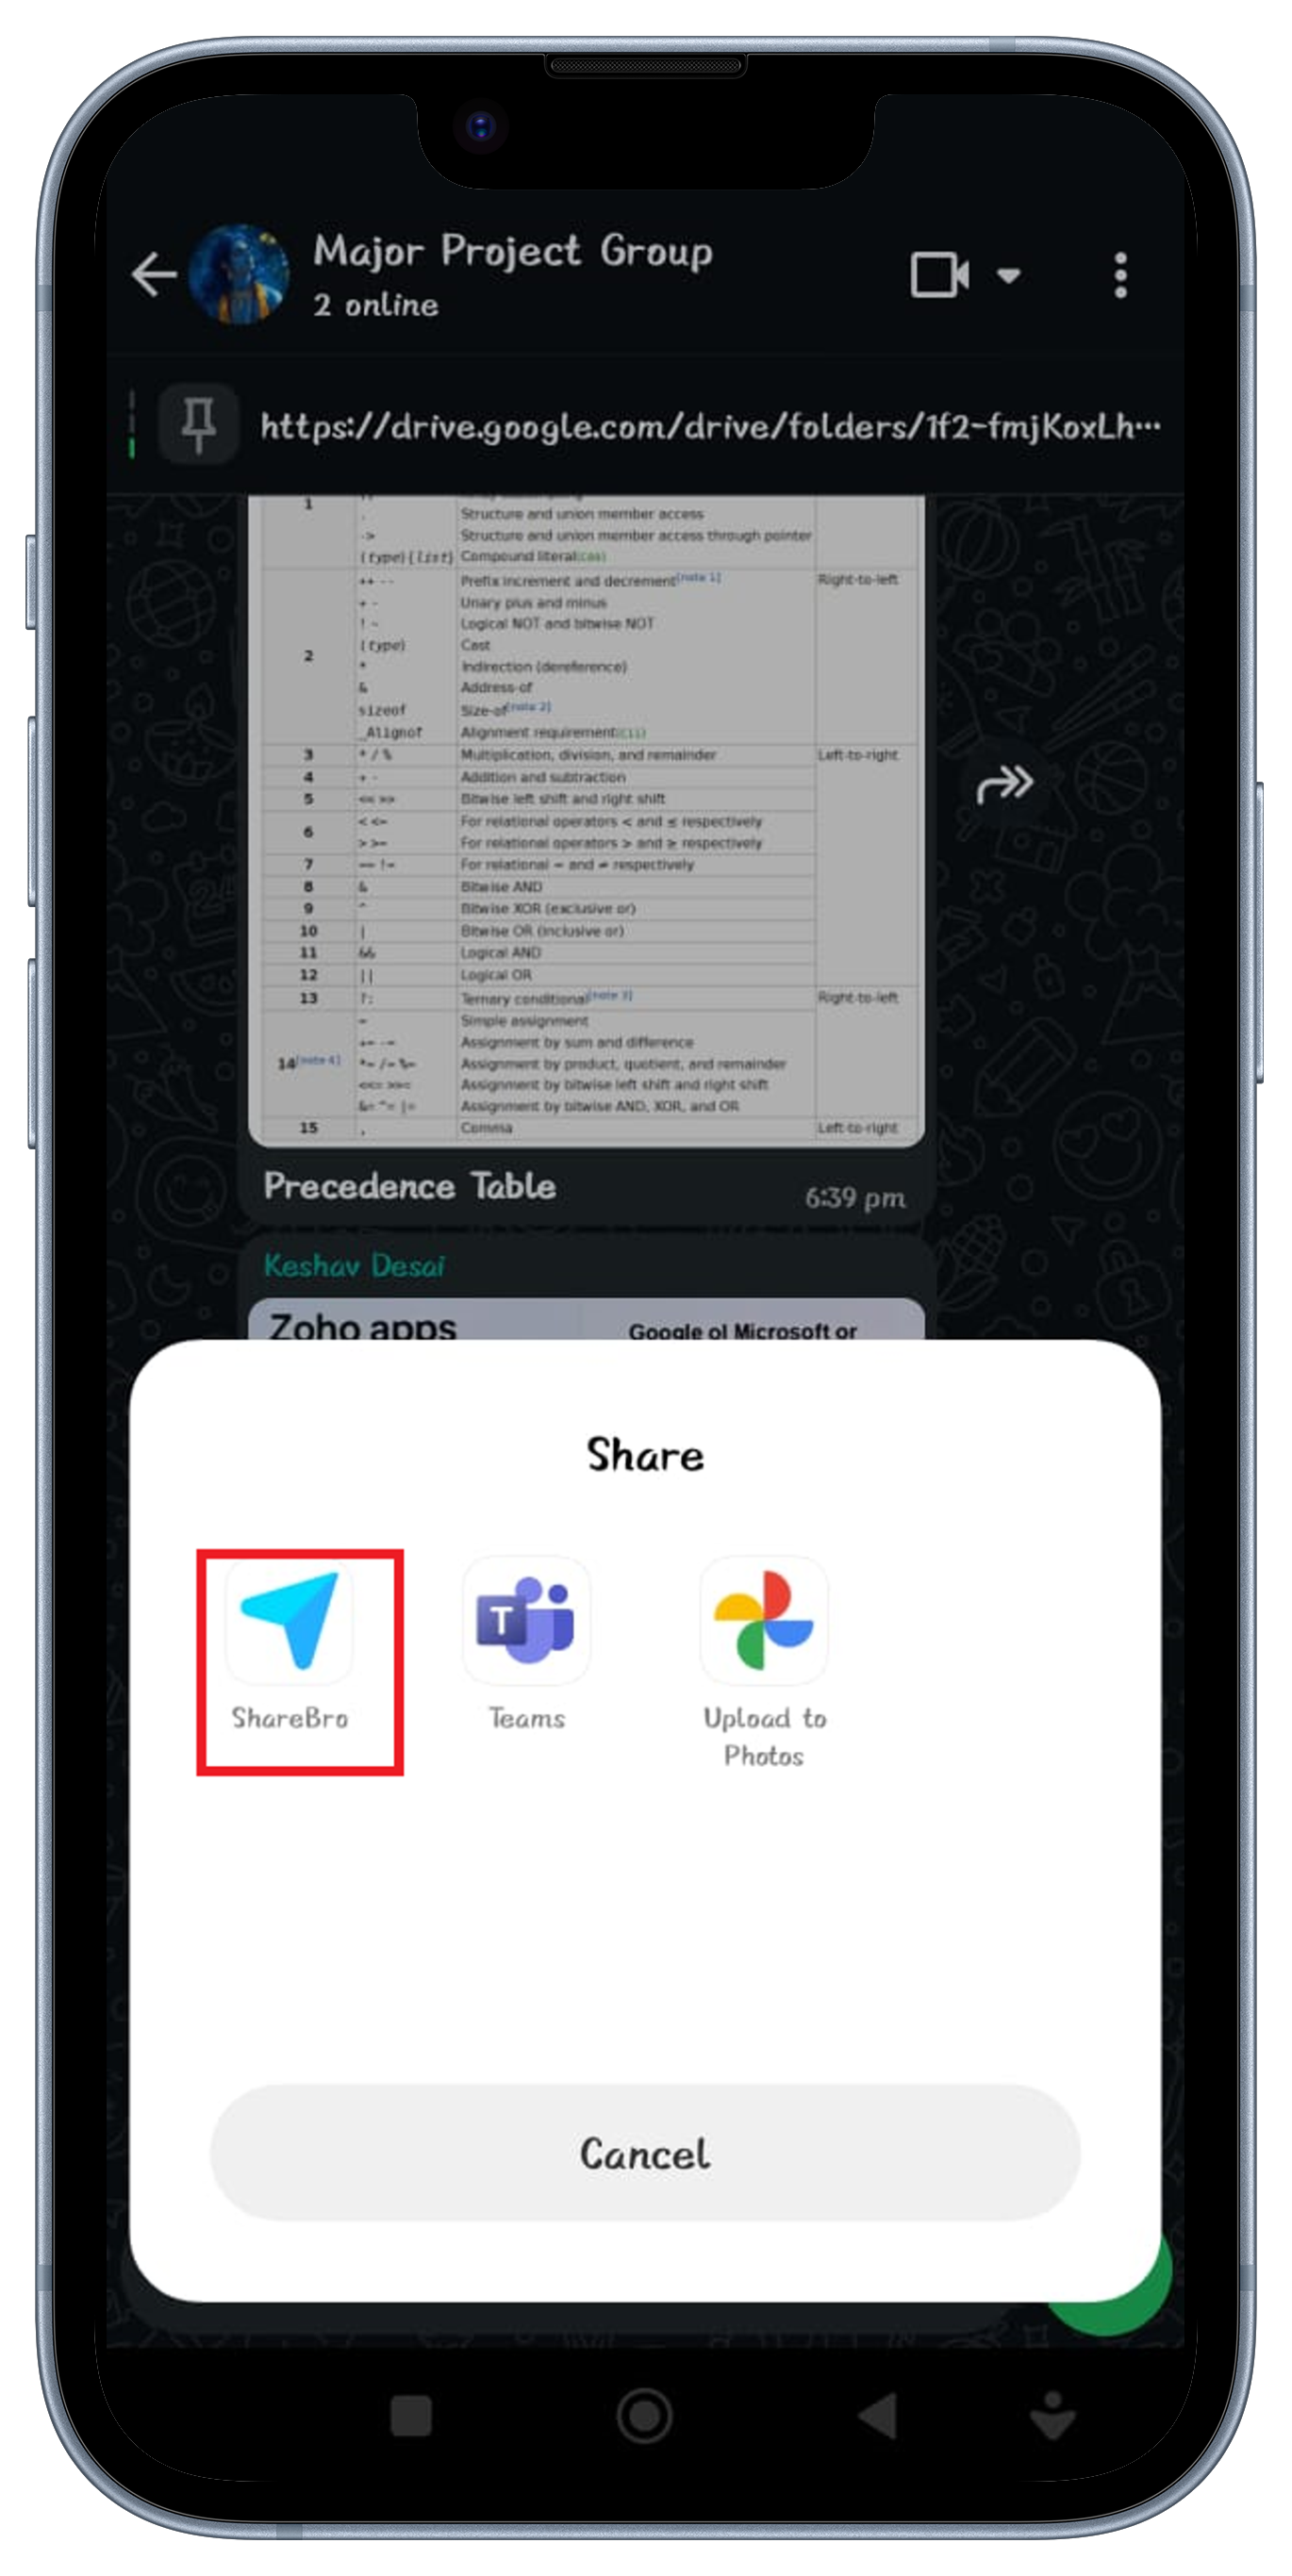 Major Project Group
2 online
https://drive.google.com/drive/folders/1f2-fmjKoxLh...
1
. Structure and union member access
-> Structure and union member access through pointer
(type){list} Compound literal(C99)
2 ++ -- Prefix increment and decrement[note 1] Right-to-left
+ - Unary plus and minus
! ~ Logical NOT and bitwise NOT
(type) Cast
* Indirection (dereference)
& Address-of
sizeof Size-of[note 2]
_Alignof Alignment requirement(C11)
3 * / % Multiplication, division, and remainder Left-to-right
4 + - Addition and subtraction
5 << >> Bitwise left shift and right shift
6 < <= For relational operators < and ≤ respectively
> >= For relational operators > and ≥ respectively
7 == != For relational = and ≠ respectively
8 & Bitwise AND
9 ^ Bitwise XOR (exclusive or)
10 | Bitwise OR (inclusive or)
11 && Logical AND
12 || Logical OR
13 ?: Ternary conditional[note 3] Right-to-left
14[note 4] = Simple assignment
+= -= Assignment by sum and difference
*= /= %= Assignment by product, quotient, and remainder
<<= >>= Assignment by bitwise left shift and right shift
&= ^= |= Assignment by bitwise AND, XOR, and OR
15 , Comma Left-to-right
Precedence Table
6:39 pm
Keshav Desai
Zoho apps
Google ol Microsoft or
Share
T
ShareBro
Teams
Upload to
Photos
Cancel